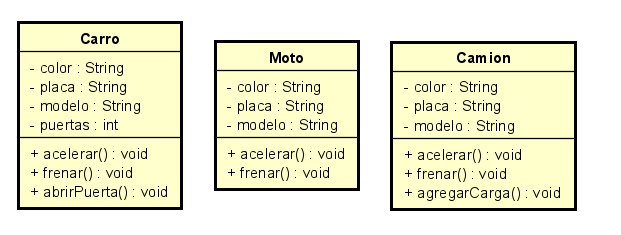 Carro
- color : String
- placa : String
- modelo : String
- puertas : int
+ acelerar() : void
+ frenar() : void
+ abrirPuerta() : void
Moto
- color : String
- placa : String
- modelo : String
+ acelerar() : void
+ frenar() : void
Camion
- color : String
- placa : String
- modelo : String
+ acelerar() : void
+ frenar() : void
+ agregarCarga() : void